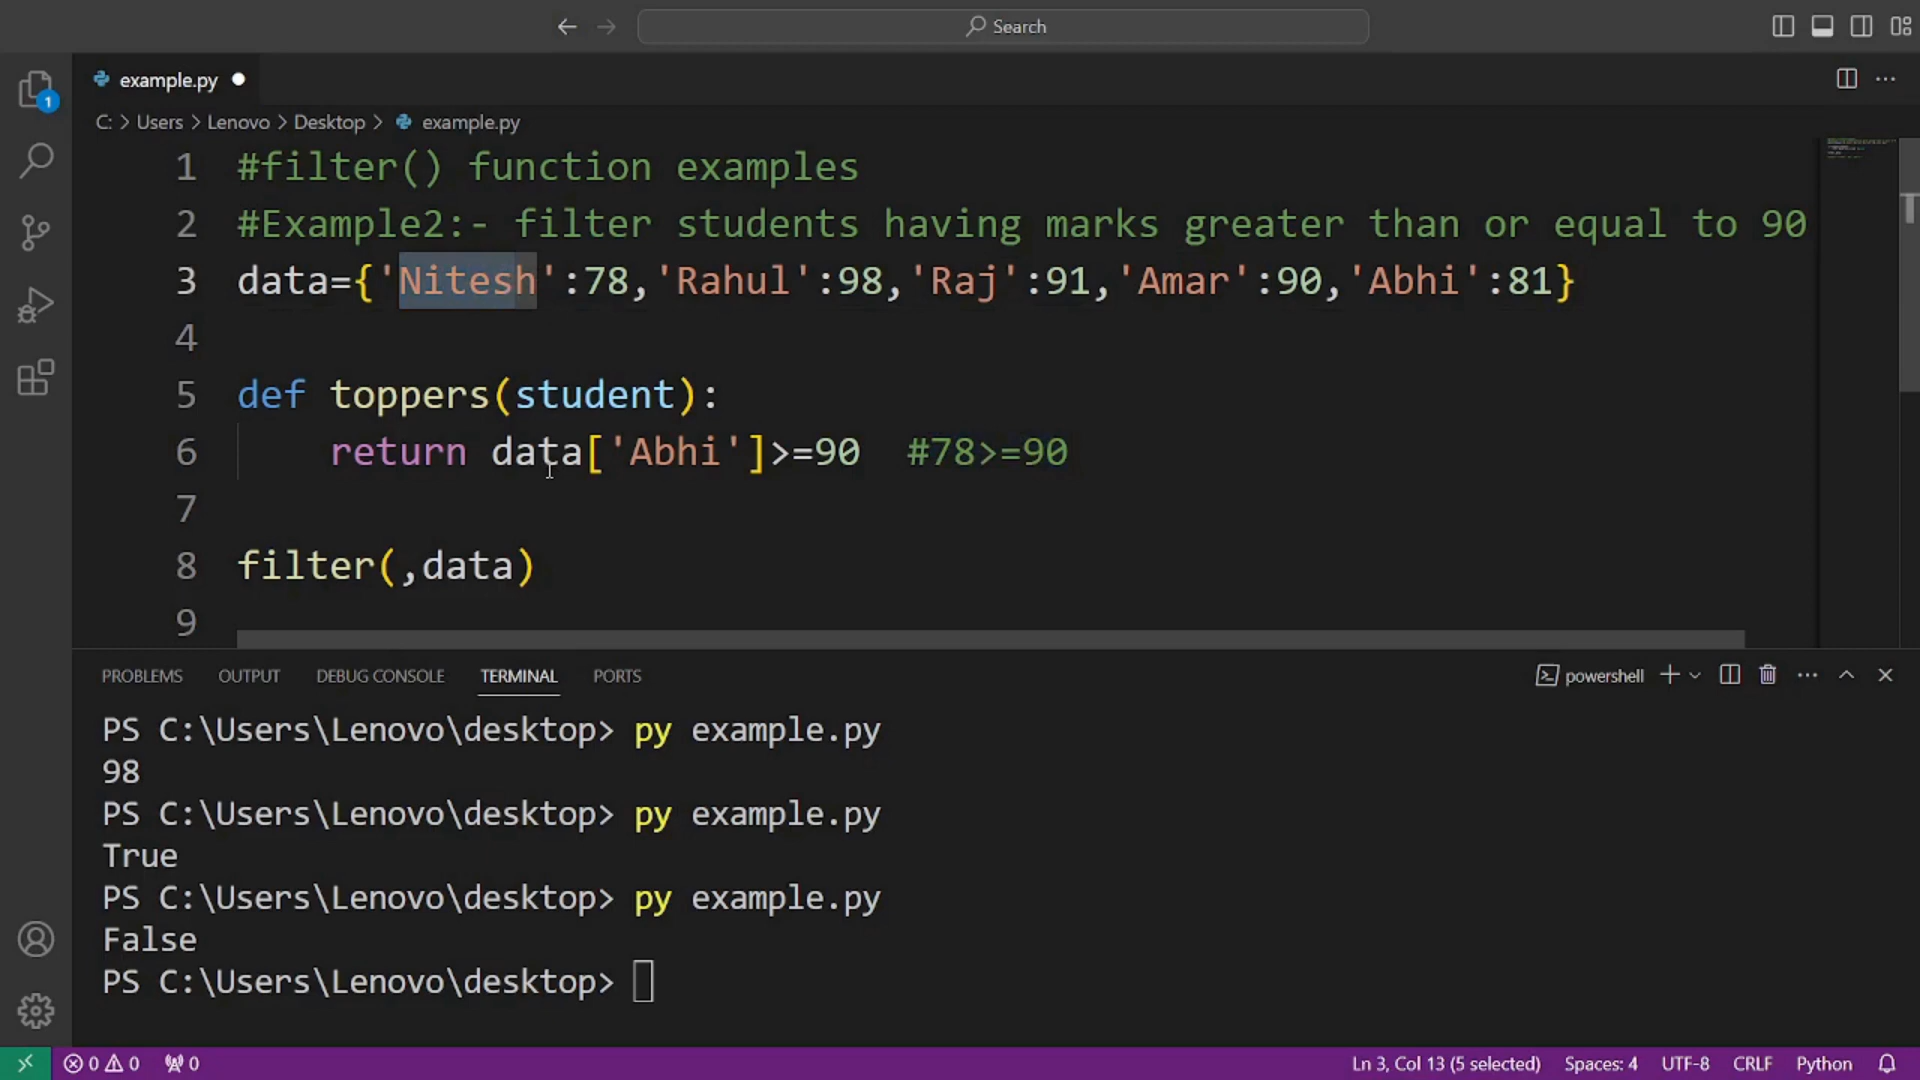 Search
example.py
C: > Users > Lenovo > Desktop > example.py
1 #filter() function examples
2 #Example2:- filter students having marks greater than or equal to 90
3 data={'Nitesh':78,'Rahul':98,'Raj':91,'Amar':90,'Abhi':81}
4
5 def toppers(student):
6 return data['Abhi']>=90 #78>=90
7
8 filter(,data)
9
1
PROBLEMS OUTPUT DEBUG CONSOLE TERMINAL PORTS powershell
PS C:\Users\Lenovo\desktop> py example.py
98
PS C:\Users\Lenovo\desktop> py example.py
True
PS C:\Users\Lenovo\desktop> py example.py
False
PS C:\Users\Lenovo\desktop>
0 0 0 Ln 3, Col 13 (5 selected) Spaces: 4 UTF-8 CRLF Python